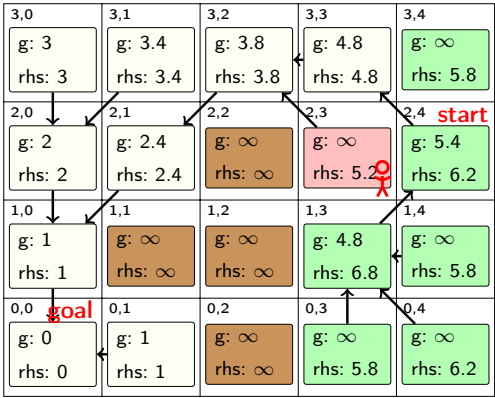 3,0 3,1 3,2 3,3 3,4
g: 3 g: 3.4 g: 3.8 g: 4.8 g: ∞
rhs: 3 rhs: 3.4 rhs: 3.8 rhs: 4.8 rhs: 5.8
2,0 2,1 2,2 2,3 2,4 start
g: 2 g: 2.4 g: ∞ g: ∞ g: 5.4
rhs: 2 rhs: 2.4 rhs: ∞ rhs: 5.2 rhs: 6.2
1,0 1,1 1,2 1,3 1,4
g: 1 g: ∞ g: ∞ g: 4.8 g: ∞
rhs: 1 rhs: ∞ rhs: ∞ rhs: 6.8 rhs: 5.8
0,0 goal 0,1 0,2 0,3 0,4
g: 0 g: 1 g: ∞ g: ∞ g: ∞
rhs: 0 rhs: 1 rhs: ∞ rhs: 5.8 rhs: 6.2